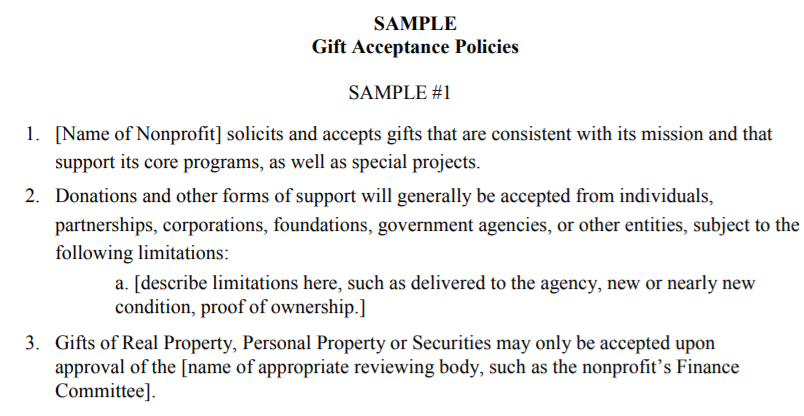 SAMPLE
Gift Acceptance Policies
SAMPLE #1
1. [Name of Nonprofit] solicits and accepts gifts that are consistent with its mission and that
support its core programs, as well as special projects.
2. Donations and other forms of support will generally be accepted from individuals,
partnerships, corporations, foundations, government agencies, or other entities, subject to the
following limitations:
a. [describe limitations here, such as delivered to the agency, new or nearly new
condition, proof of ownership.]
3. Gifts of Real Property, Personal Property or Securities may only be accepted upon
approval of the [name of appropriate reviewing body, such as the nonprofit’s Finance
Committee].